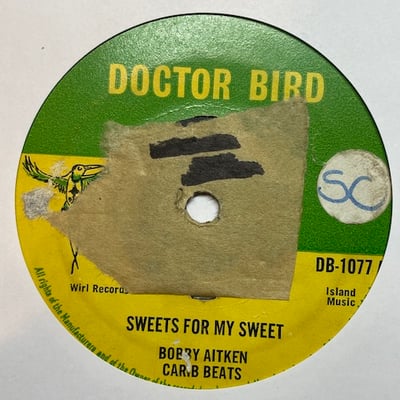 DOCTOR BIRD
SC
DB-1077
Wirl Records
Island
Music
SWEETS FOR MY SWEET
BOBBY AITKEN
CARIB BEATS
All rights of the Manufacturers and of the Owner of the